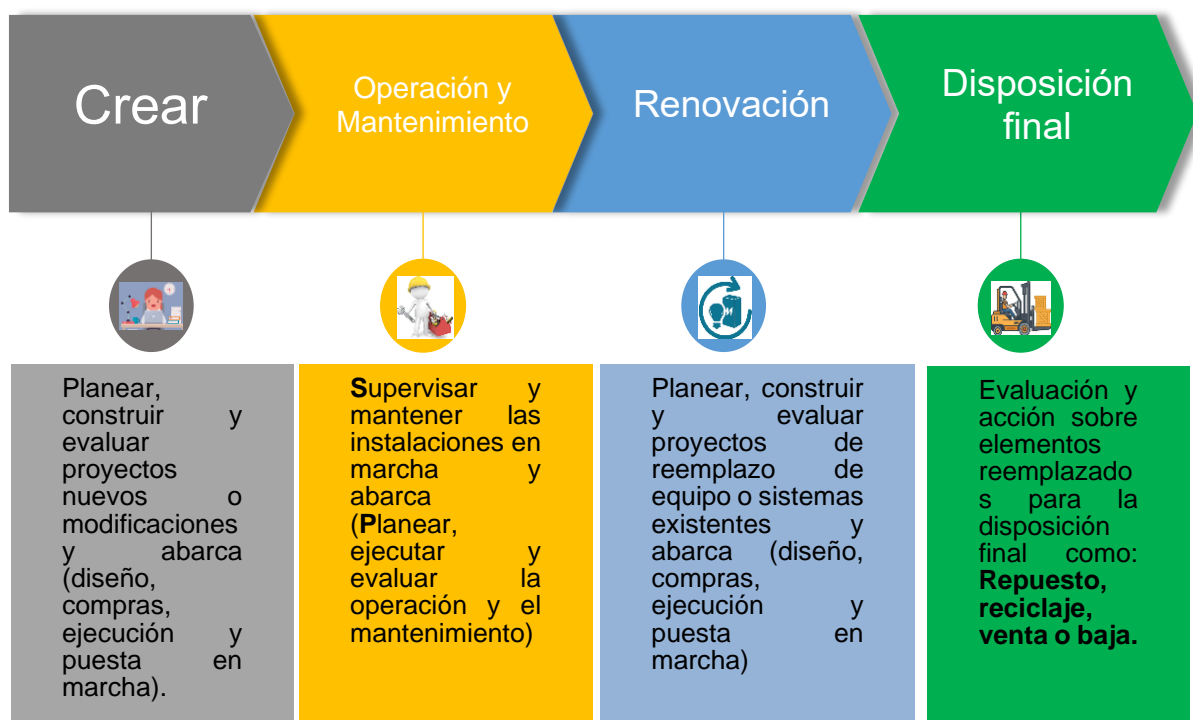 Crear
Operación y
Mantenimiento
Renovación
Disposición
final
Planear,
construir y
evaluar
proyectos
nuevos o
modificaciones
y abarca
(diseño,
compras,
ejecución y
puesta en
marcha).
Supervisar y
mantener las
instalaciones en
marcha y
abarca
(Planear,
ejecutar y
evaluar la
operación y el
mantenimiento)
Planear, construir
y evaluar
proyectos de
reemplazo de
equipo o sistemas
existentes y
abarca (diseño,
compras,
ejecución y
puesta en
marcha)
Evaluación y
acción sobre
elementos
reemplazado
s para la
disposición
final como:
Repuesto,
reciclaje,
venta o baja.